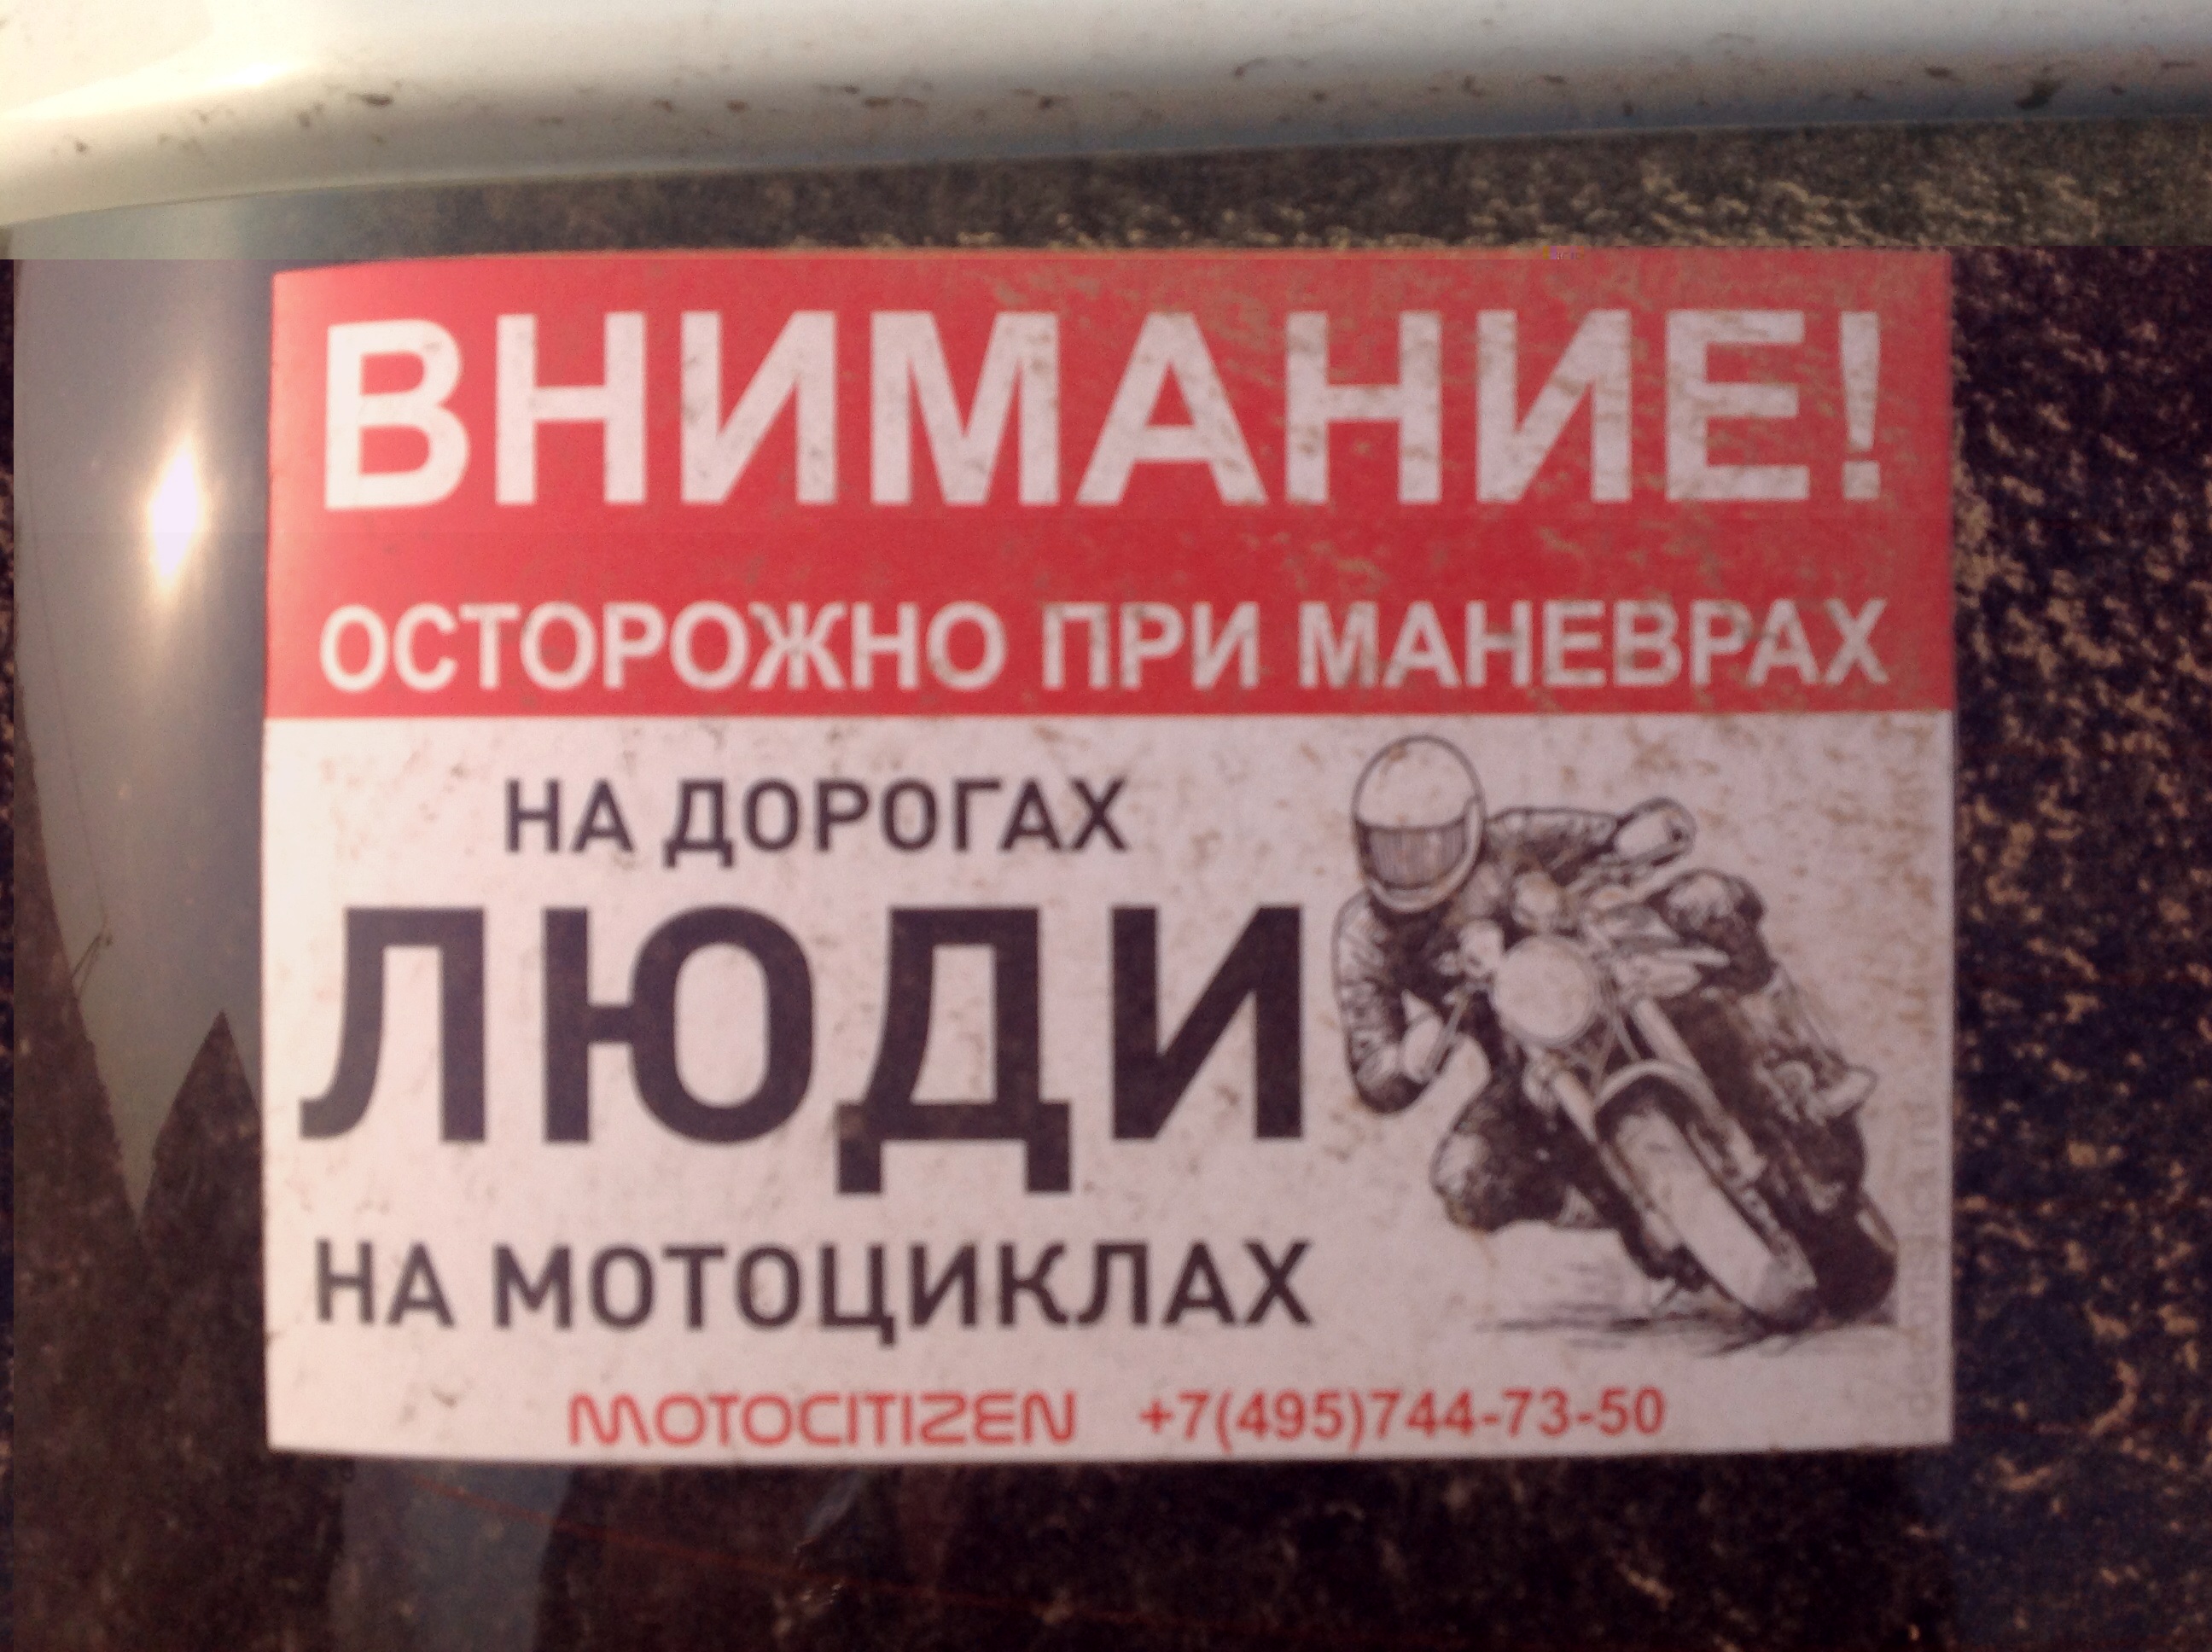 ВНИМАНИЕ!
ОСТОРОЖНО ПРИ МАНЕВРАХ
НА ДОРОГАХ
ЛЮДИ
НА МОТОЦИКЛАХ
MOTOCITIZEN +7(495)744-73-50